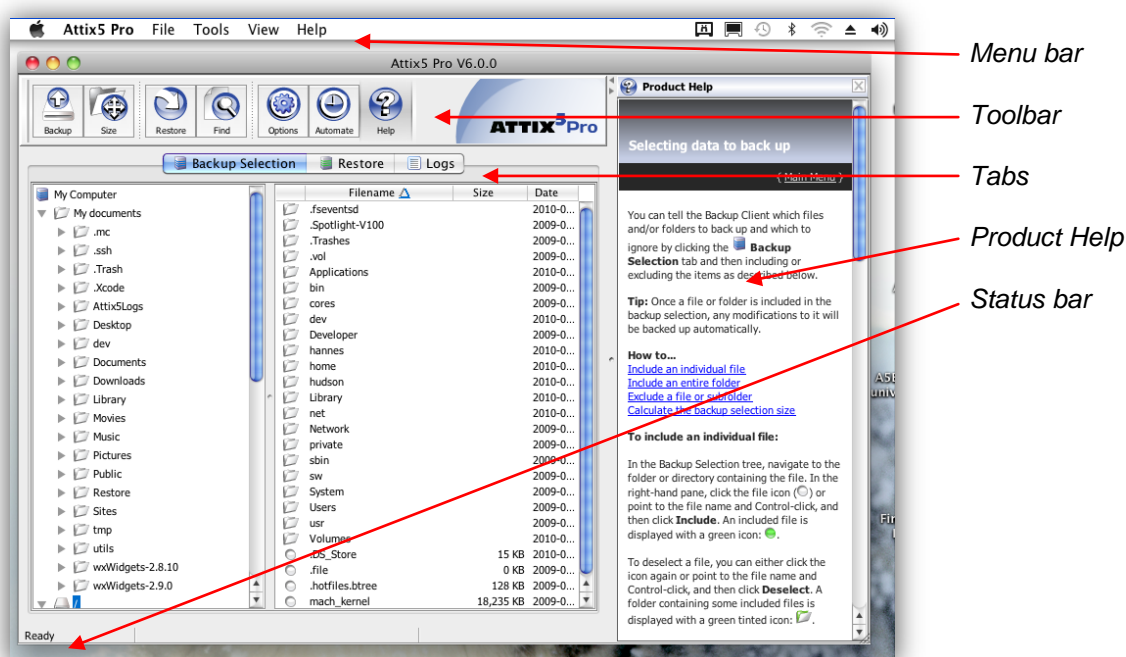 Attix5 Pro File Tools View Help
Menu bar
Attix5 Pro V6.0.0
Product Help
Backup Size Restore Find Options Automate Help
ATTIX5Pro
Toolbar
Selecting data to back up
( Main Menu )
Backup Selection Restore Logs
Tabs
My Computer
My documents
.mc
.ssh
.Trash
.Xcode
Attix5Logs
Desktop
dev
Documents
Downloads
Library
Movies
Music
Pictures
Public
Restore
Sites
tmp
utils
wxWidgets-2.8.10
wxWidgets-2.9.0
/
Filename Size Date
.fseventsd 2010-0...
.Spotlight-V100 2009-0...
.Trashes 2009-0...
.vol 2009-0...
Applications 2010-0...
bin 2009-0...
cores 2009-0...
dev 2010-0...
Developer 2009-0...
hannes 2010-0...
home 2010-0...
hudson 2010-0...
Library 2010-0...
net 2010-0...
Network 2009-0...
private 2009-0...
sbin 2009-0...
sw 2009-0...
System 2009-0...
Users 2009-0...
usr 2009-0...
Volumes 2010-0...
.DS_Store 15 KB 2010-0...
.file 0 KB 2009-0...
.hotfiles.btree 128 KB 2009-0...
mach_kernel 18,235 KB 2009-0...
You can tell the Backup Client which files
and/or folders to back up and which to
ignore by clicking the Backup
Selection tab and then including or
excluding the items as described below.
Tip: Once a file or folder is included in the
backup selection, any modifications to it will
be backed up automatically.
How to...
Include an individual file
Include an entire folder
Exclude a file or subfolder
Calculate the backup selection size
To include an individual file:
In the Backup Selection tree, navigate to the
folder or directory containing the file. In the
right-hand pane, click the file icon ( ) or
point to the file name and Control-click, and
then click Include. An included file is
displayed with a green icon: .
To deselect a file, you can either click the
icon again or point to the file name and
Control-click, and then click Deselect. A
folder containing some included files is
displayed with a green tinted icon: .
Product Help
Status bar
Ready